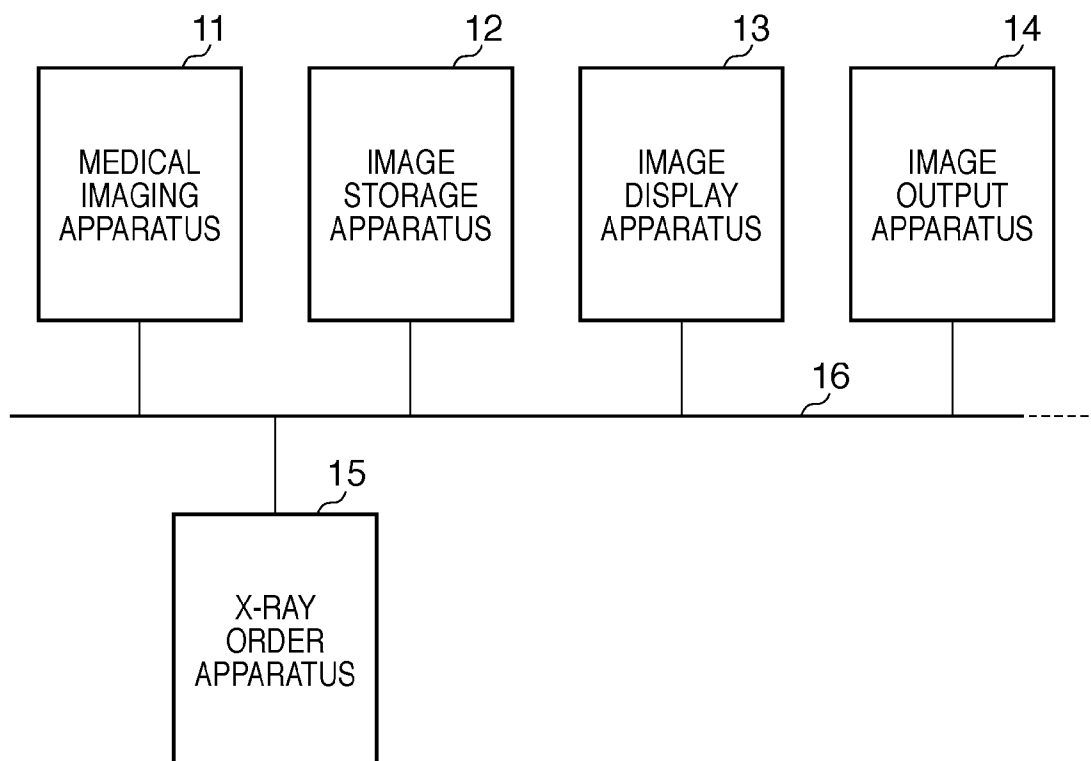 11
12
13
14
MEDICAL
IMAGING
APPARATUS
IMAGE
STORAGE
APPARATUS
IMAGE
DISPLAY
APPARATUS
IMAGE
OUTPUT
APPARATUS
16
15
X-RAY
ORDER
APPARATUS